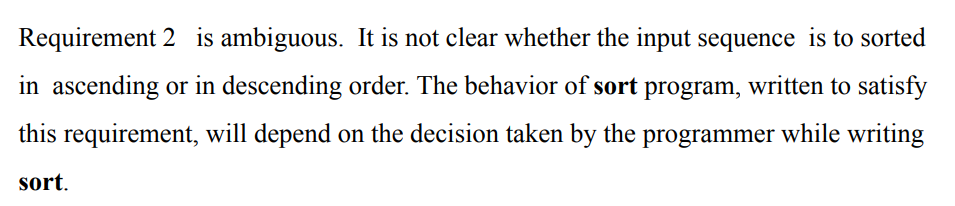 Requirement 2 is ambiguous. It is not clear whether the input sequence is to sorted
in ascending or in descending order. The behavior of sort program, written to satisfy
this requirement, will depend on the decision taken by the programmer while writing
sort.